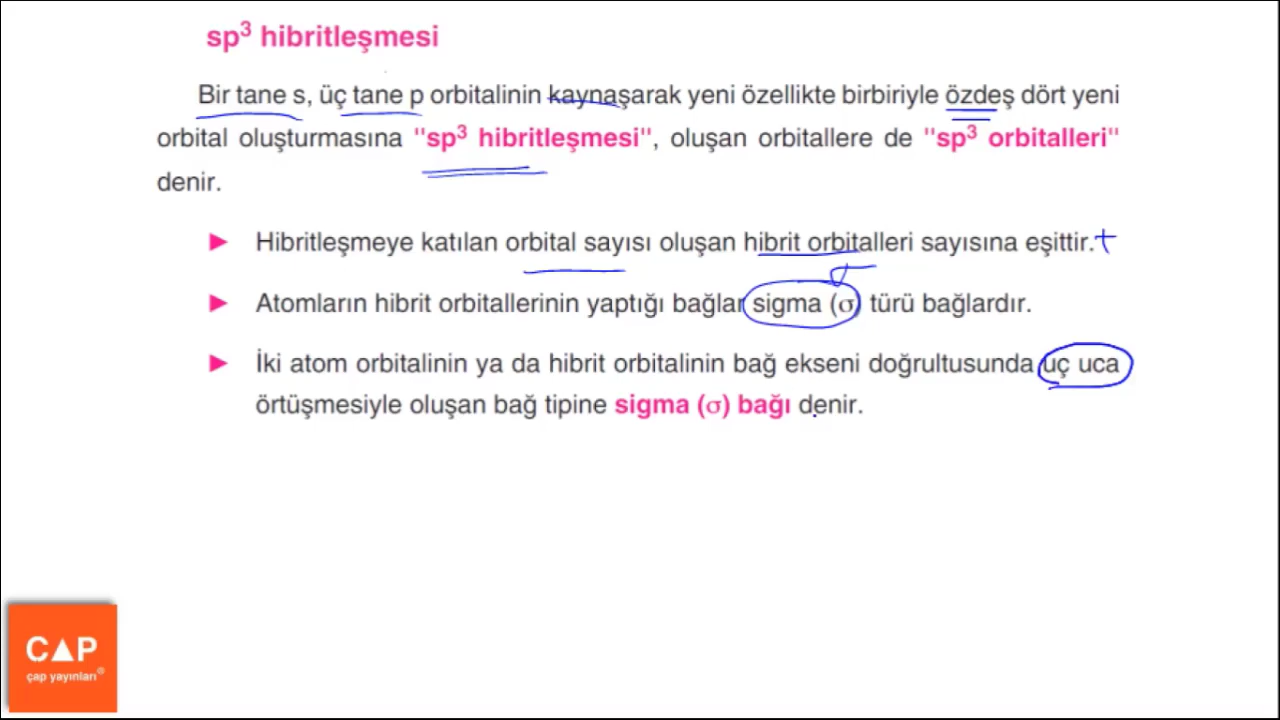 sp³ hibritleşmesi
Bir tane s, üç tane p orbitalinin kaynaşarak yeni özellikte birbiriyle özdeş dört yeni
orbital oluşturmasına "sp³ hibritleşmesi", oluşan orbitallere de "sp³ orbitalleri"
denir.
► Hibritleşmeye katılan orbital sayısı oluşan hibrit orbitalleri sayısına eşittir.+
► Atomların hibrit orbitallerinin yaptığı bağlar sigma (σ) türü bağlardır.
► İki atom orbitalinin ya da hibrit orbitalinin bağ ekseni doğrultusunda uç uca
örtüşmesiyle oluşan bağ tipine sigma (σ) bağı denir.
ÇAP
çap yayınları®